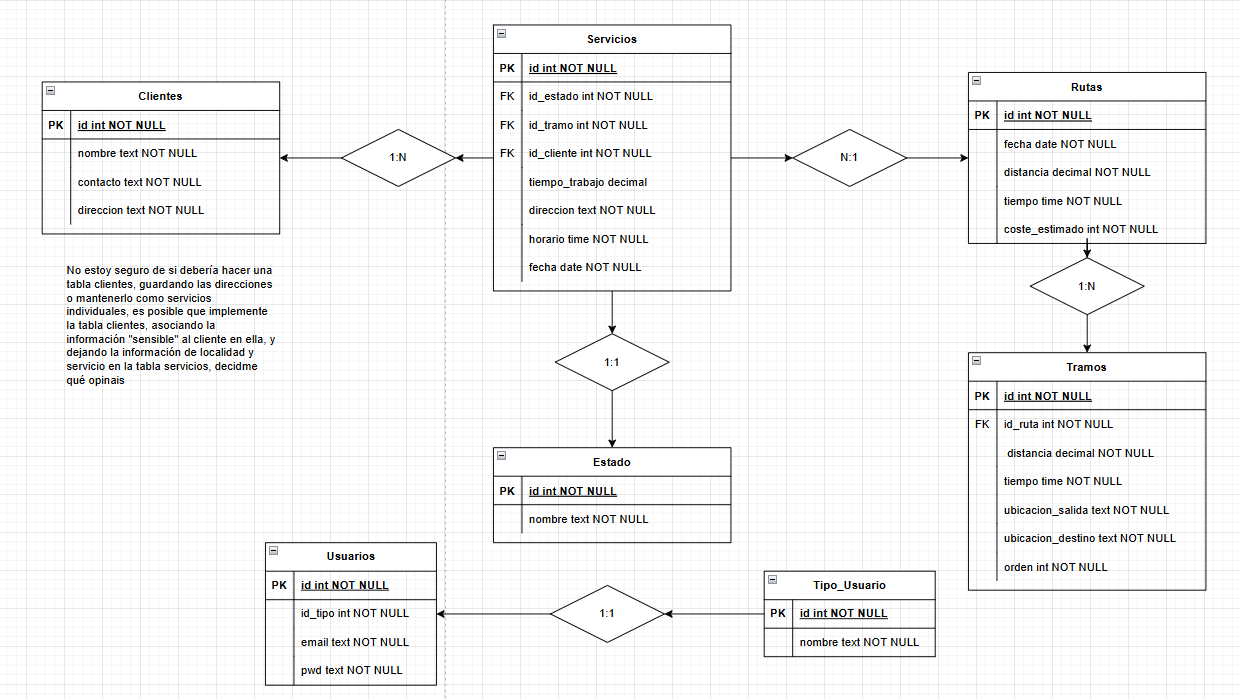 Servicios
PK id int NOT NULL
FK id_estado int NOT NULL
FK id_tramo int NOT NULL
FK id_cliente int NOT NULL
tiempo_trabajo decimal
direccion text NOT NULL
horario time NOT NULL
fecha date NOT NULL
Clientes
PK id int NOT NULL
nombre text NOT NULL
contacto text NOT NULL
direccion text NOT NULL
1:N
N:1
Rutas
PK id int NOT NULL
fecha date NOT NULL
distancia decimal NOT NULL
tiempo time NOT NULL
coste_estimado int NOT NULL
No estoy seguro de si debería hacer una
tabla clientes, guardando las direcciones
o mantenerlo como servicios
individuales, es posible que implemente
la tabla clientes, asociando la
información "sensible" al cliente en ella, y
dejando la información de localidad y
servicio en la tabla servicios, decidme
qué opinais
1:N
1:1
Tramos
PK id int NOT NULL
FK id_ruta int NOT NULL
distancia decimal NOT NULL
tiempo time NOT NULL
ubicacion_salida text NOT NULL
ubicacion_destino text NOT NULL
orden int NOT NULL
Estado
PK id int NOT NULL
nombre text NOT NULL
Usuarios
PK id int NOT NULL
id_tipo int NOT NULL
email text NOT NULL
pwd text NOT NULL
1:1
Tipo_Usuario
PK id int NOT NULL
nombre text NOT NULL